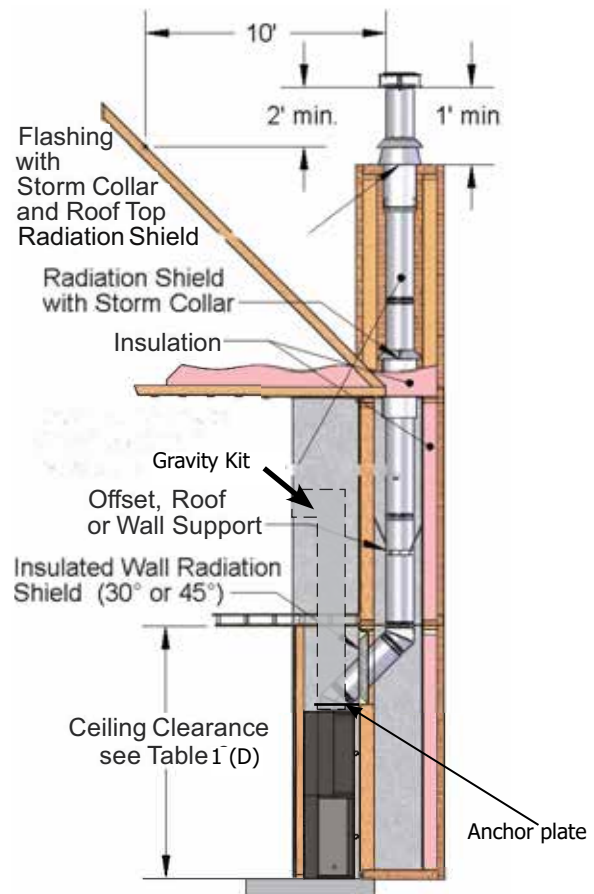 10'
2' min.
1' min
Flashing
with
Storm Collar
and Roof Top
Radiation Shield
Radiation Shield
with Storm Collar
Insulation
Gravity Kit
Offset, Roof
or Wall Support
Insulated Wall Radiation
Shield (30° or 45°)
Ceiling Clearance
see Table 1 (D)
Anchor plate